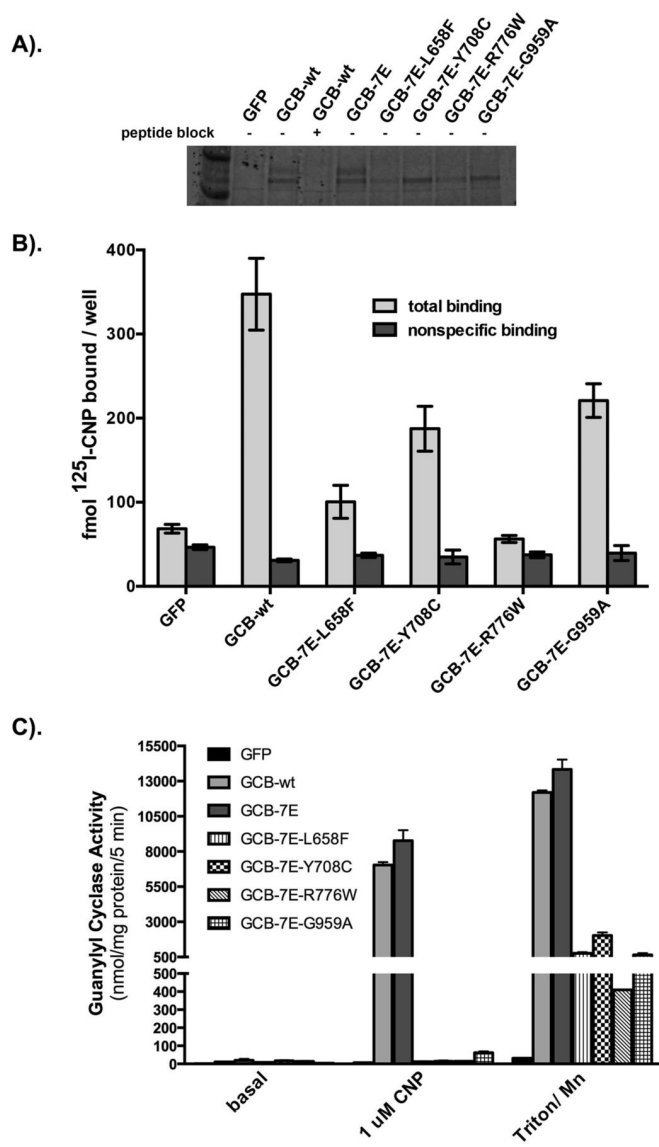 A).
GFP
GCB-wt
GCB-wt
GCB-7E
GCB-7E-L658F
GCB-7E-Y708C
GCB-7E-R776W
GCB-7E-G959A
peptide block - - + - - - - -
B).
400
300
200
100
0
fmol 125I-CNP bound / well
total binding
nonspecific binding
GFP
GCB-wt
GCB-7E-L658F
GCB-7E-Y708C
GCB-7E-R776W
GCB-7E-G959A
C).
15500
13000
10500
8000
5500
3000
500
500
400
300
200
100
0
Guanylyl Cyclase Activity
(nmol/mg protein/5 min)
GFP
GCB-wt
GCB-7E
GCB-7E-L658F
GCB-7E-Y708C
GCB-7E-R776W
GCB-7E-G959A
basal
1 uM CNP
Triton/ Mn